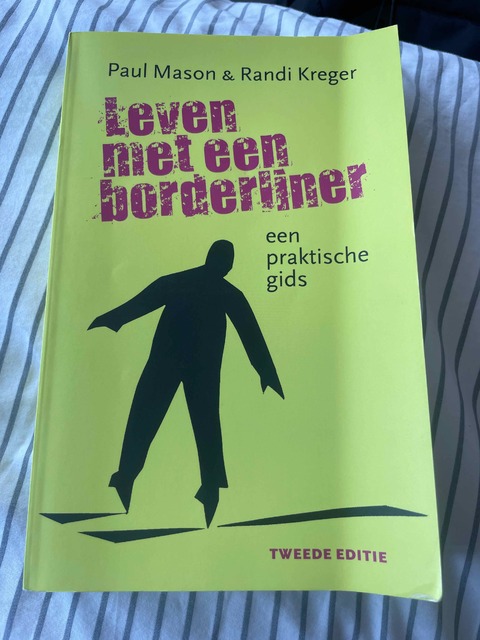 Paul Mason & Randi Kreger
Leven
met een
borderliner
een
praktische
gids
TWEEDE EDITIE